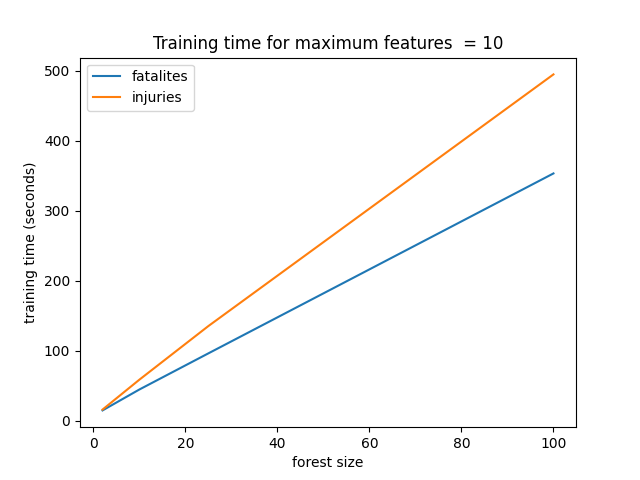 Training time for maximum features  = 10
fatalites
injuries
500
400
300
200
100
0
training time (seconds)
0 20 40 60 80 100
forest size